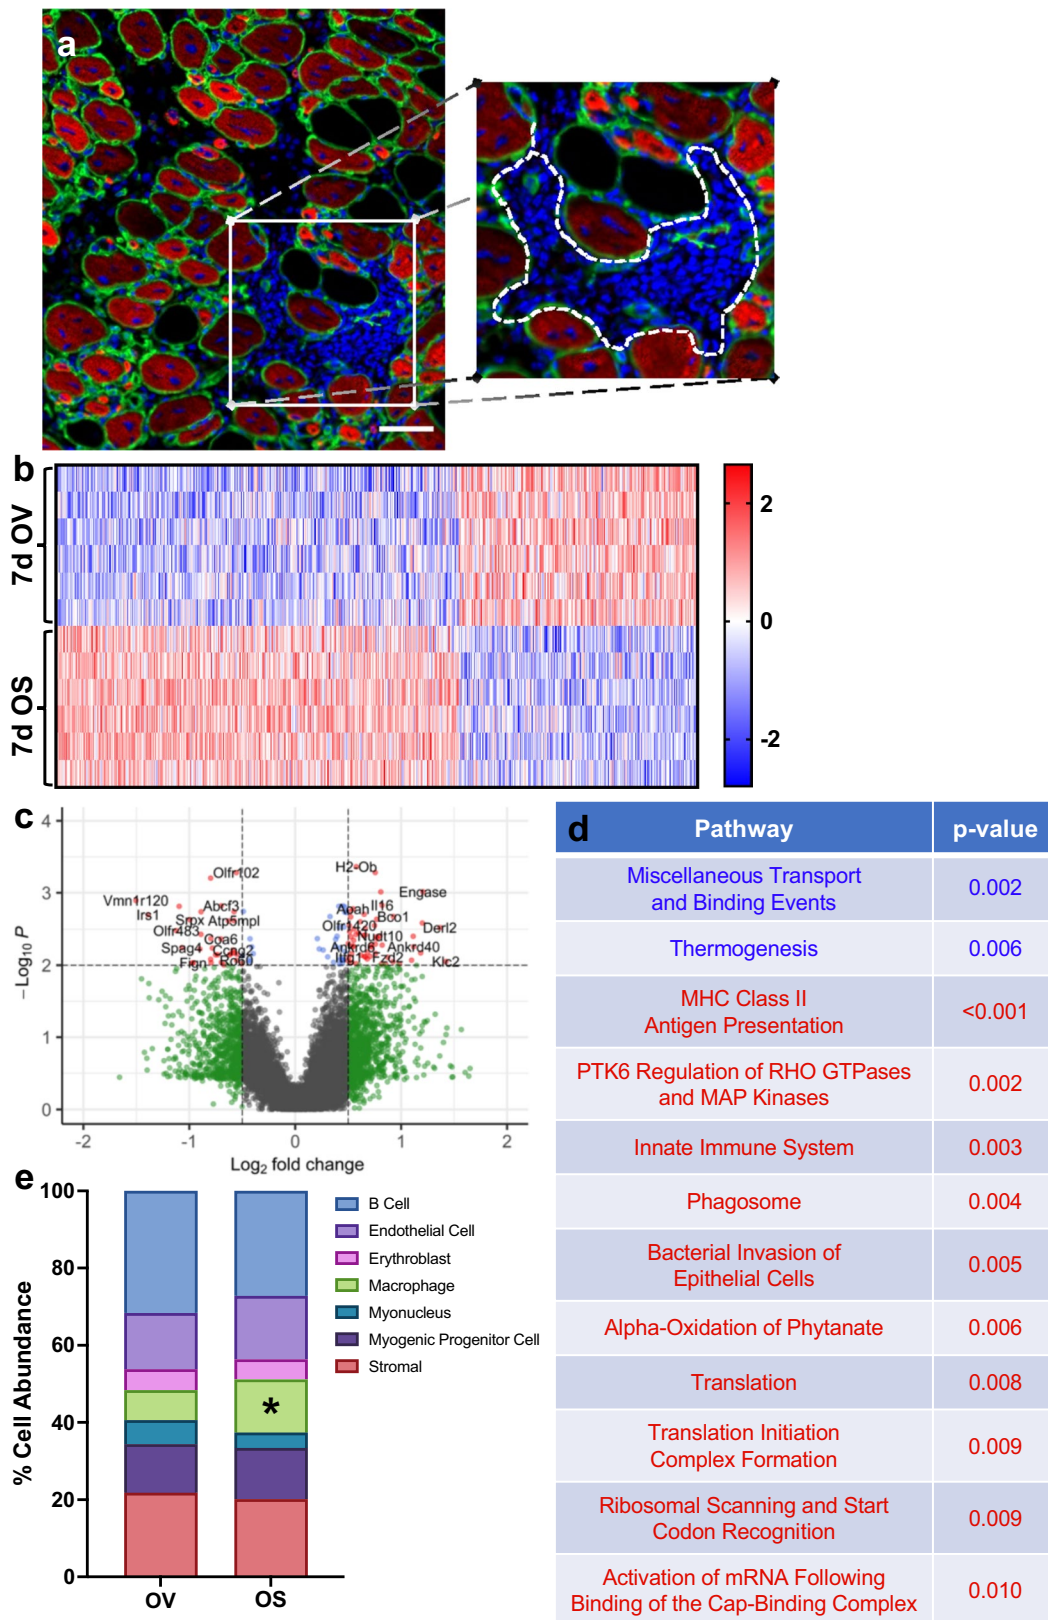 a
b
7d OV
7d OS
2
0
-2
c
4
3
2
1
0
-Log₁₀ P
-2
-1
0
1
2
Log₂ fold change
Olfr102
Vmn1r120
Irs1
Abcf3
Srpx
Atp5mpl
Olfr483
Coa6
Spag4
Ccng2
Fign
Ro60
H2-Ob
Engase
Il16
Aoah
Bco1
Olfr1420
Derl2
Nudt10
Ankrd6
Ankrd40
Itfg1
Fzd2
Klc2
d
Pathway
p-value
Miscellaneous Transport
and Binding Events
0.002
Thermogenesis
0.006
MHC Class II
Antigen Presentation
<0.001
PTK6 Regulation of RHO GTPases
and MAP Kinases
0.002
Innate Immune System
0.003
Phagosome
0.004
Bacterial Invasion of
Epithelial Cells
0.005
Alpha-Oxidation of Phytanate
0.006
Translation
0.008
Translation Initiation
Complex Formation
0.009
Ribosomal Scanning and Start
Codon Recognition
0.009
Activation of mRNA Following
Binding of the Cap-Binding Complex
0.010
e
100
80
60
40
20
0
% Cell Abundance
*
OV
OS
B Cell
Endothelial Cell
Erythroblast
Macrophage
Myonucleus
Myogenic Progenitor Cell
Stromal